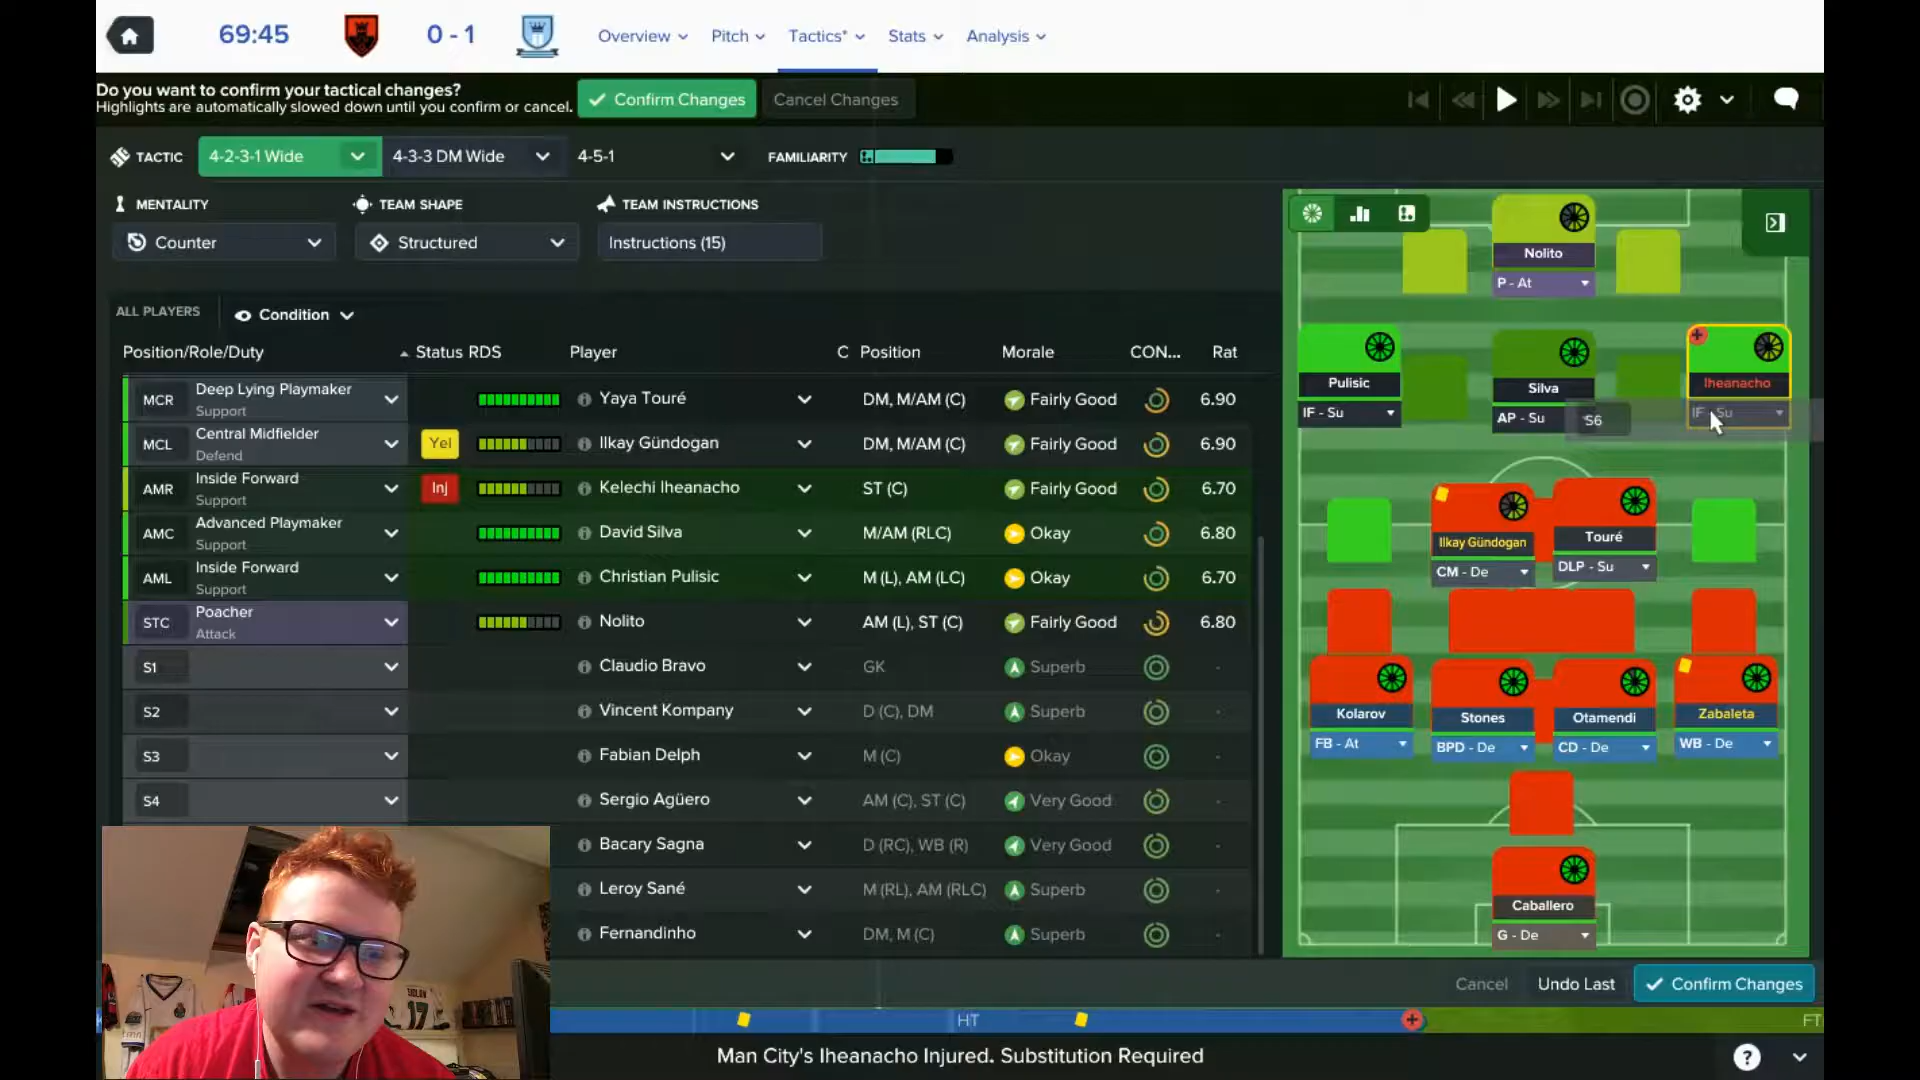 69:45
0 - 1
Overview
Pitch
Tactics*
Stats
Analysis
Do you want to confirm your tactical changes?
Highlights are automatically slowed down until you confirm or cancel.
Confirm Changes
Cancel Changes
TACTIC
4-2-3-1 Wide
4-3-3 DM Wide
4-5-1
FAMILIARITY
MENTALITY
TEAM SHAPE
TEAM INSTRUCTIONS
Counter
Structured
Instructions (15)
ALL PLAYERS
Condition
Position/Role/Duty Status RDS Player C Position Morale CON... Rat
MCR Deep Lying Playmaker Support Yaya Touré DM, M/AM (C) Fairly Good 6.90
MCL Central Midfielder Defend Yel Ilkay Gündogan DM, M/AM (C) Fairly Good 6.90
AMR Inside Forward Support Inj Kelechi Iheanacho ST (C) Fairly Good 6.70
AMC Advanced Playmaker Support David Silva M/AM (RLC) Okay 6.80
AML Inside Forward Support Christian Pulisic M (L), AM (LC) Okay 6.70
STC Poacher Attack Nolito AM (L), ST (C) Fairly Good 6.80
S1 Claudio Bravo GK Superb -
S2 Vincent Kompany D (C), DM Superb -
S3 Fabian Delph M (C) Okay -
S4 Sergio Agüero AM (C), ST (C) Very Good -
Bacary Sagna D (RC), WB (R) Very Good -
Leroy Sané M (RL), AM (RLC) Superb -
Fernandinho DM, M (C) Superb -
Nolito
P - At
Pulisic
IF - Su
Silva
AP - Su
S6
Iheanacho
IF - Su
Ilkay Gündogan
CM - De
Touré
DLP - Su
Kolarov
FB - At
Stones
BPD - De
Otamendi
CD - De
Zabaleta
WB - De
Caballero
G - De
Cancel
Undo Last
Confirm Changes
HT
FT
Man City's Iheanacho Injured. Substitution Required
?
17